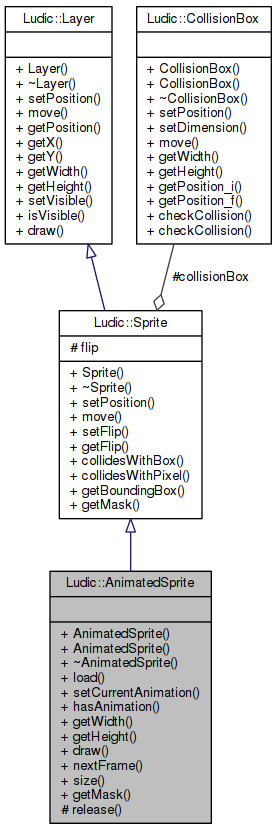 Ludic::Layer
+ Layer()
+ ~Layer()
+ setPosition()
+ move()
+ getPosition()
+ getX()
+ getY()
+ getWidth()
+ getHeight()
+ setVisible()
+ isVisible()
+ draw()
Ludic::CollisionBox
+ CollisionBox()
+ CollisionBox()
+ ~CollisionBox()
+ setPosition()
+ setDimension()
+ move()
+ getWidth()
+ getHeight()
+ getPosition_i()
+ getPosition_f()
+ checkCollision()
+ checkCollision()
#collisionBox
Ludic::Sprite
# flip
+ Sprite()
+ ~Sprite()
+ setPosition()
+ move()
+ setFlip()
+ getFlip()
+ collidesWithBox()
+ collidesWithPixel()
+ getBoundingBox()
+ getMask()
Ludic::AnimatedSprite
+ AnimatedSprite()
+ AnimatedSprite()
+ ~AnimatedSprite()
+ load()
+ setCurrentAnimation()
+ hasAnimation()
+ getWidth()
+ getHeight()
+ draw()
+ nextFrame()
+ size()
+ getMask()
# release()